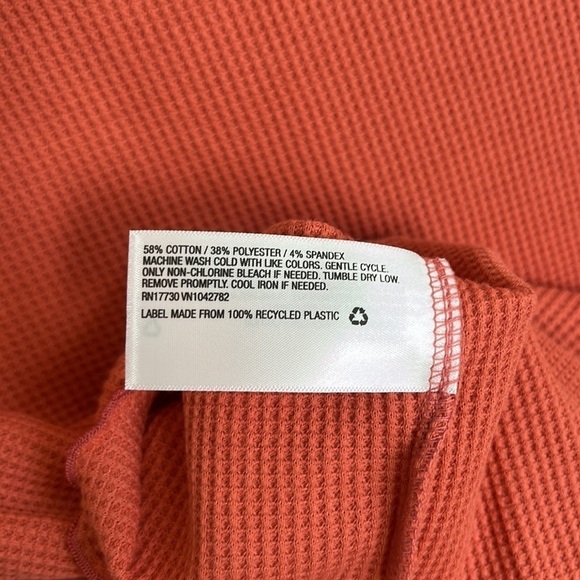 58% COTTON / 38% POLYESTER / 4% SPANDEX
MACHINE WASH COLD WITH LIKE COLORS. GENTLE CYCLE.
ONLY NON-CHLORINE BLEACH IF NEEDED. TUMBLE DRY LOW.
REMOVE PROMPTLY. COOL IRON IF NEEDED.
RN17730 VN1042782
LABEL MADE FROM 100% RECYCLED PLASTIC